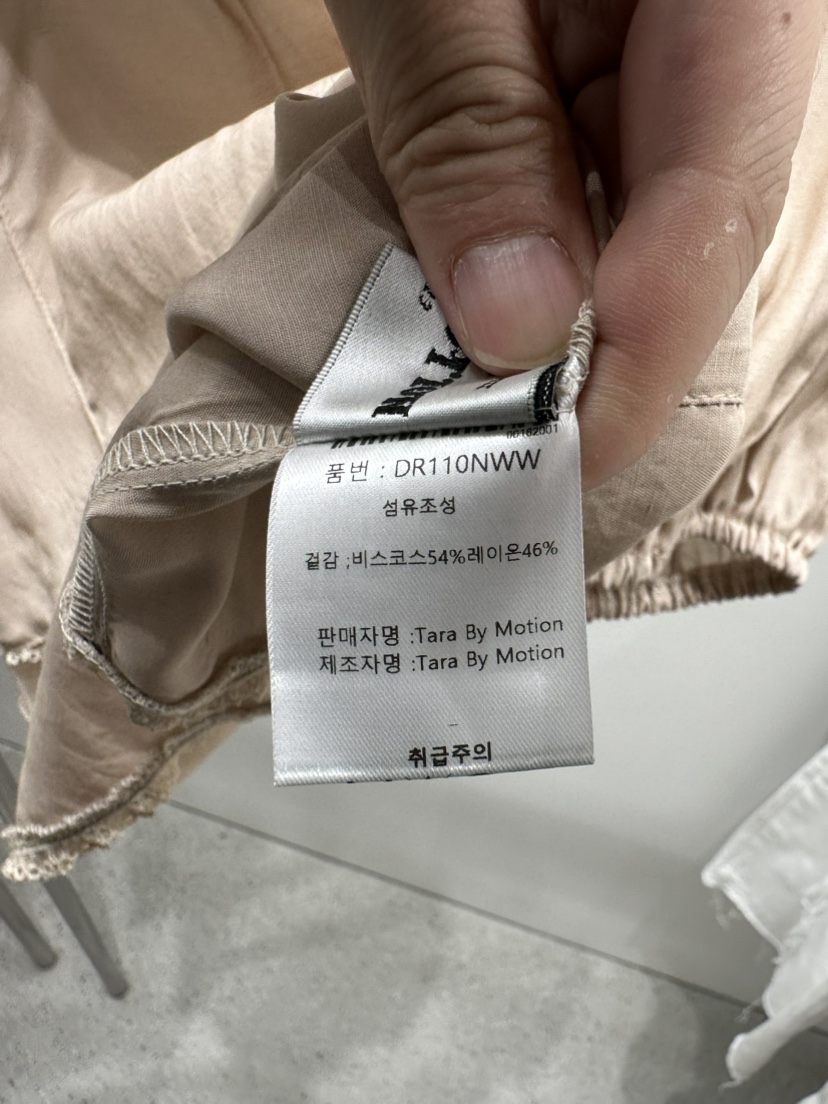 00162001
품번 : DR110NWW
섬유조성
겉감 ;비스코스54%레이온46%
판매자명 :Tara By Motion
제조자명 :Tara By Motion
취급주의